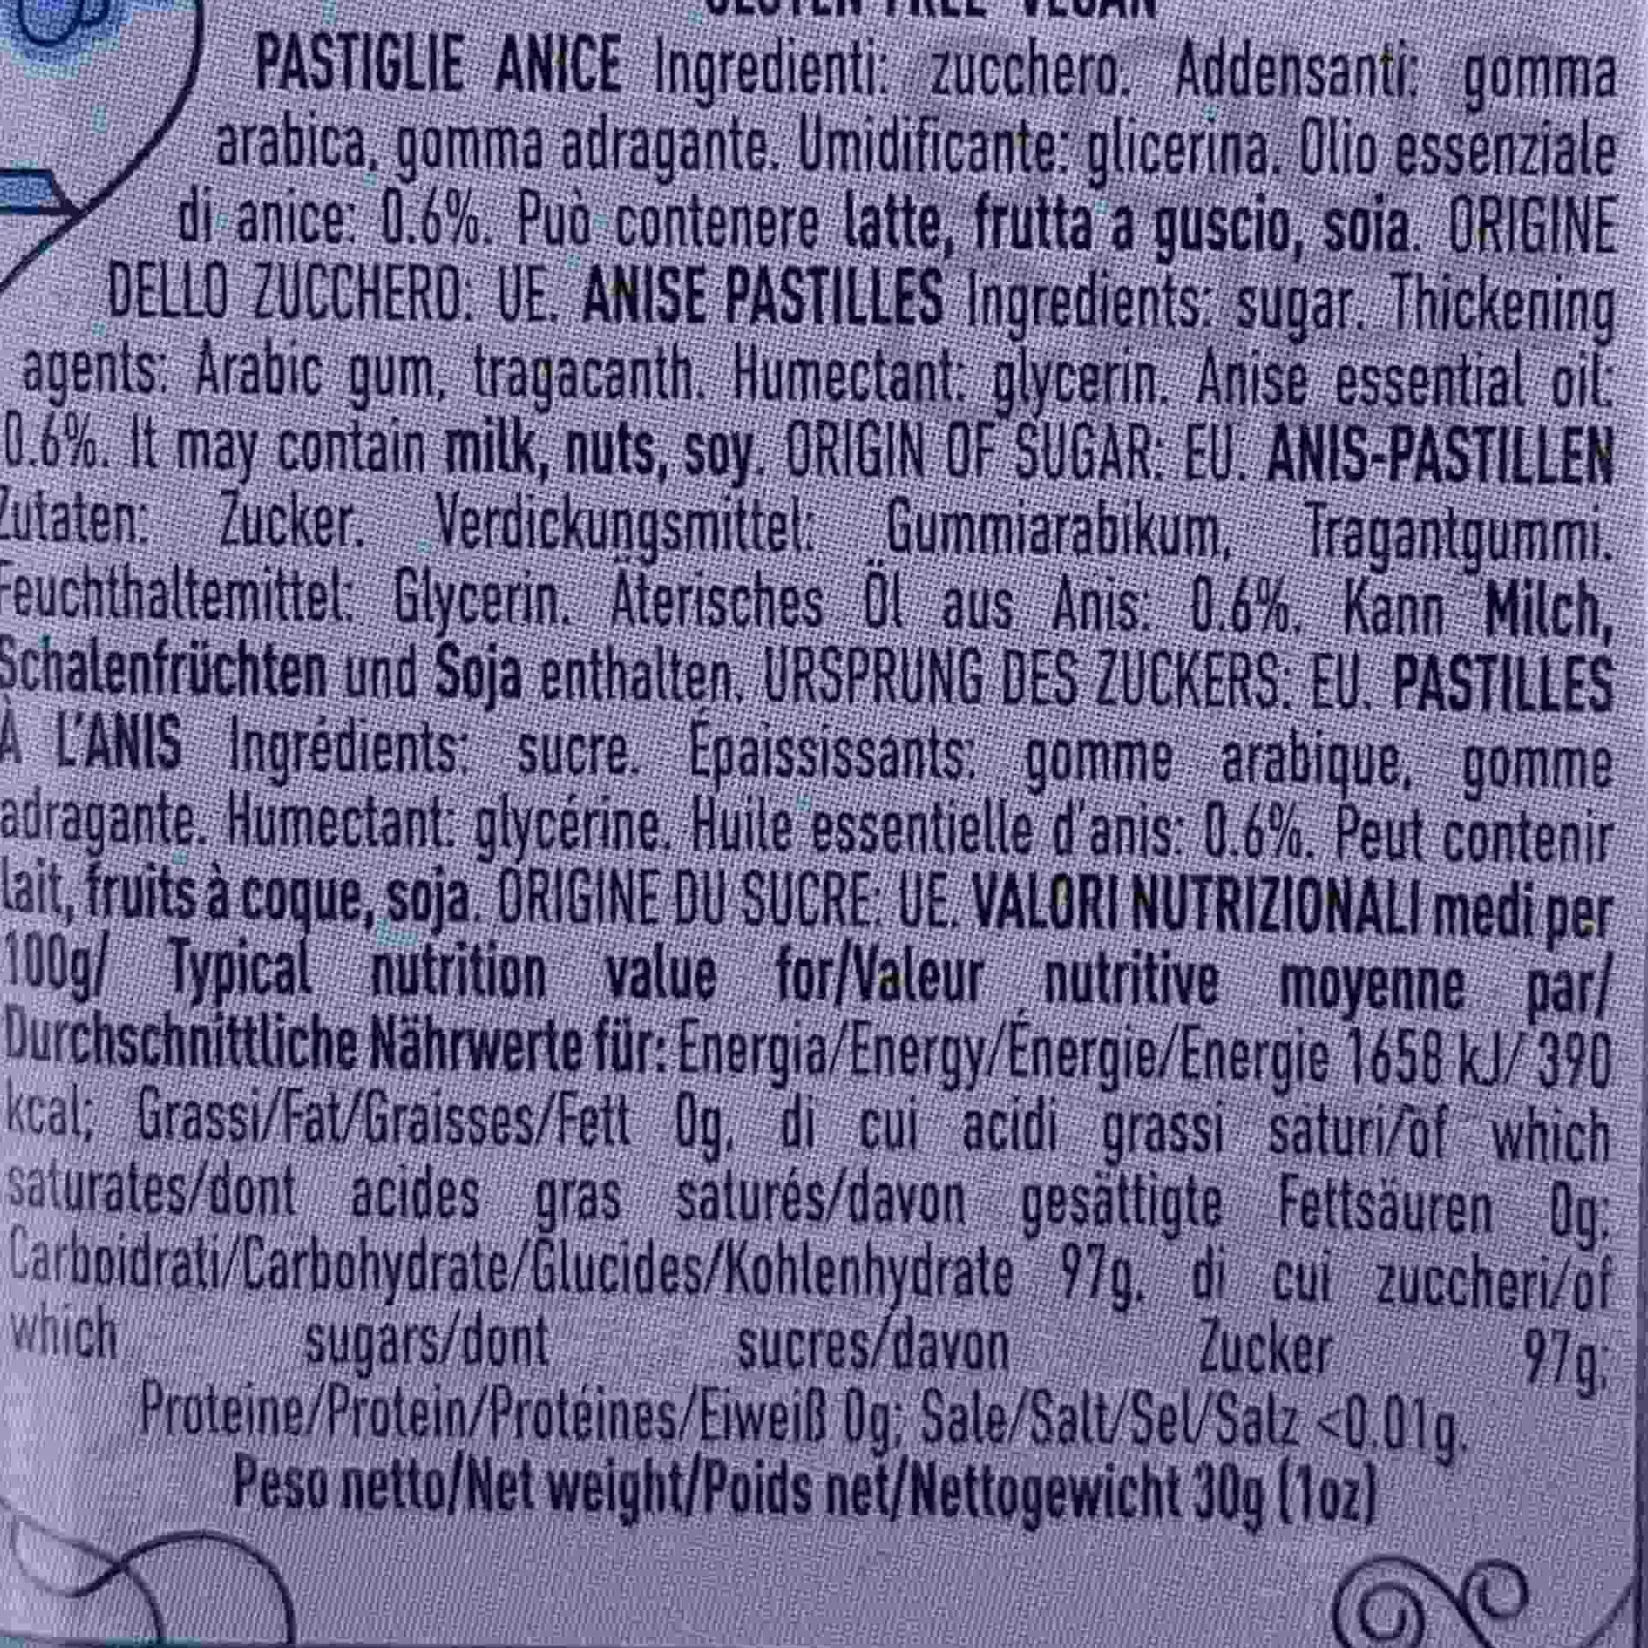 GLUTEN FREE VEGAN
PASTIGLIE ANICE Ingredienti: zucchero. Addensanti: gomma
arabica, gomma adragante. Umidificante: glicerina. Olio essenziale
di anice: 0.6%. Può contenere latte, frutta a guscio, soia. ORIGINE
DELLO ZUCCHERO: UE. ANISE PASTILLES Ingredients: sugar. Thickening
agents: Arabic gum, tragacanth. Humectant: glycerin. Anise essential oil:
0.6%. It may contain milk, nuts, soy. ORIGIN OF SUGAR: EU. ANIS-PASTILLEN
Zutaten: Zucker. Verdickungsmittel: Gummiarabikum, Tragantgummi.
Feuchthaltemittel: Glycerin. Äterisches Öl aus Anis: 0.6%. Kann Milch,
Schalenfrüchten und Soja enthalten. URSPRUNG DES ZUCKERS: EU. PASTILLES
À L'ANIS Ingrédients: sucre. Épaississants: gomme arabique, gomme
adragante. Humectant: glycérine. Huile essentielle d'anis: 0.6%. Peut contenir
lait, fruits à coque, soja. ORIGINE DU SUCRE: UE. VALORI NUTRIZIONALI medi per
100g/ Typical nutrition value for/Valeur nutritive moyenne par/
Durchschnittliche Nährwerte für: Energia/Energy/Énergie/Energie 1658 kJ/ 390
kcal; Grassi/Fat/Graisses/Fett 0g, di cui acidi grassi saturi/of which
saturates/dont acides gras saturés/davon gesättigte Fettsäuren 0g;
Carboidrati/Carbohydrate/Glucides/Kohlenhydrate 97g, di cui zuccheri/of
which sugars/dont sucres/davon Zucker 97g;
Proteine/Protein/Protéines/Eiweiß 0g; Sale/Salt/Sel/Salz <0.01g.
Peso netto/Net weight/Poids net/Nettogewicht 30g (1oz)